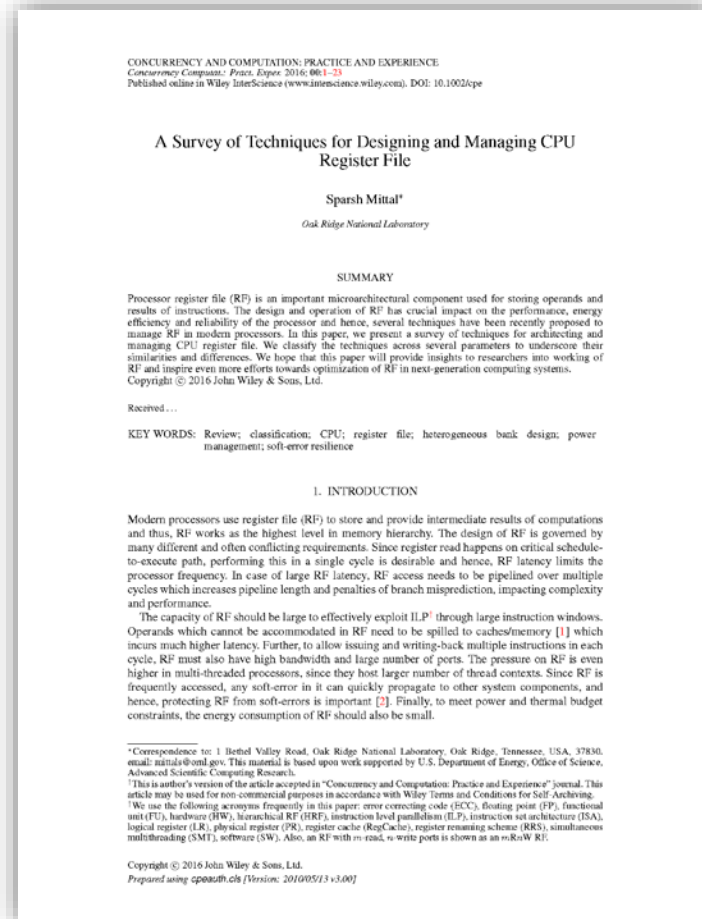 CONCURRENCY AND COMPUTATION: PRACTICE AND EXPERIENCE
Concurrency Computat.: Pract. Exper. 2016; 00:1–23
Published online in Wiley InterScience (www.interscience.wiley.com). DOI: 10.1002/cpe
A Survey of Techniques for Designing and Managing CPU
Register File
Sparsh Mittal*
Oak Ridge National Laboratory
SUMMARY
Processor register file (RF) is an important microarchitectural component used for storing operands and
results of instructions. The design and operation of RF has crucial impact on the performance, energy
efficiency and reliability of the processor and hence, several techniques have been recently proposed to
manage RF in modern processors. In this paper, we present a survey of techniques for architecting and
managing CPU register file. We classify the techniques across several parameters to underscore their
similarities and differences. We hope that this paper will provide insights to researchers into working of
RF and inspire even more efforts towards optimization of RF in next-generation computing systems.
Copyright © 2016 John Wiley & Sons, Ltd.
Received . . .
KEY WORDS: Review; classification; CPU; register file; heterogeneous bank design; power
management; soft-error resilience
1. INTRODUCTION
Modern processors use register file (RF) to store and provide intermediate results of computations
and thus, RF works as the highest level in memory hierarchy. The design of RF is governed by
many different and often conflicting requirements. Since register read happens on critical schedule-
to-execute path, performing this in a single cycle is desirable and hence, RF latency limits the
processor frequency. In case of large RF latency, RF access needs to be pipelined over multiple
cycles which increases pipeline length and penalties of branch misprediction, impacting complexity
and performance.
The capacity of RF should be large to effectively exploit ILP† through large instruction windows.
Operands which cannot be accommodated in RF need to be spilled to caches/memory [1] which
incurs much higher latency. Further, to allow issuing and writing-back multiple instructions in each
cycle, RF must also have high bandwidth and large number of ports. The pressure on RF is even
higher in multi-threaded processors, since they host larger number of thread contexts. Since RF is
frequently accessed, any soft-error in it can quickly propagate to other system components, and
hence, protecting RF from soft-errors is important [2]. Finally, to meet power and thermal budget
constraints, the energy consumption of RF should also be small.
*Correspondence to: 1 Bethel Valley Road, Oak Ridge National Laboratory, Oak Ridge, Tennessee, USA, 37830.
email: mittals@ornl.gov. This material is based upon work supported by U.S. Department of Energy, Office of Science,
Advanced Scientific Computing Research.
†This is author's version of the article accepted in "Concurrency and Computation: Practice and Experience" journal. This
article may be used for non-commercial purposes in accordance with Wiley Terms and Conditions for Self-Archiving.
†We use the following acronyms frequently in this paper: error correcting code (ECC), floating point (FP), functional
unit (FU), hardware (HW), hierarchical RF (HRF), instruction level parallelism (ILP), instruction set architecture (ISA),
logical register (LR), physical register (PR), register cache (RegCache), register renaming scheme (RRS), simultaneous
multithreading (SMT), software (SW). Also, an RF with m-read, n-write ports is shown as an mRnW RF.
Copyright © 2016 John Wiley & Sons, Ltd.
Prepared using cpeauth.cls [Version: 2010/05/13 v3.00]